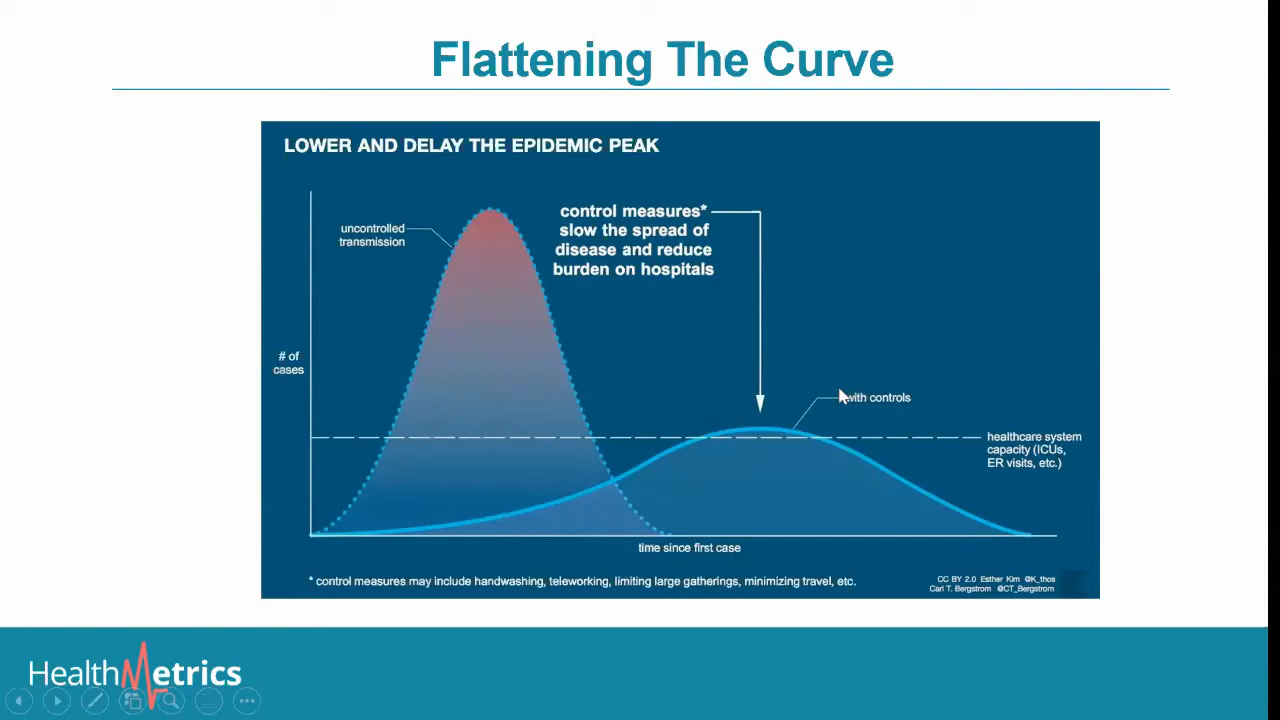 Flattening The Curve
LOWER AND DELAY THE EPIDEMIC PEAK
uncontrolled
transmission
control measures*
slow the spread of
disease and reduce
burden on hospitals
# of
cases
with controls
healthcare system
capacity (ICUs,
ER visits, etc.)
time since first case
* control measures may include handwashing, teleworking, limiting large gatherings, minimizing travel, etc.
CC BY 2.0 Esther Kim @K_thos
Carl T. Bergstrom @CT_Bergstrom
HealthMetrics